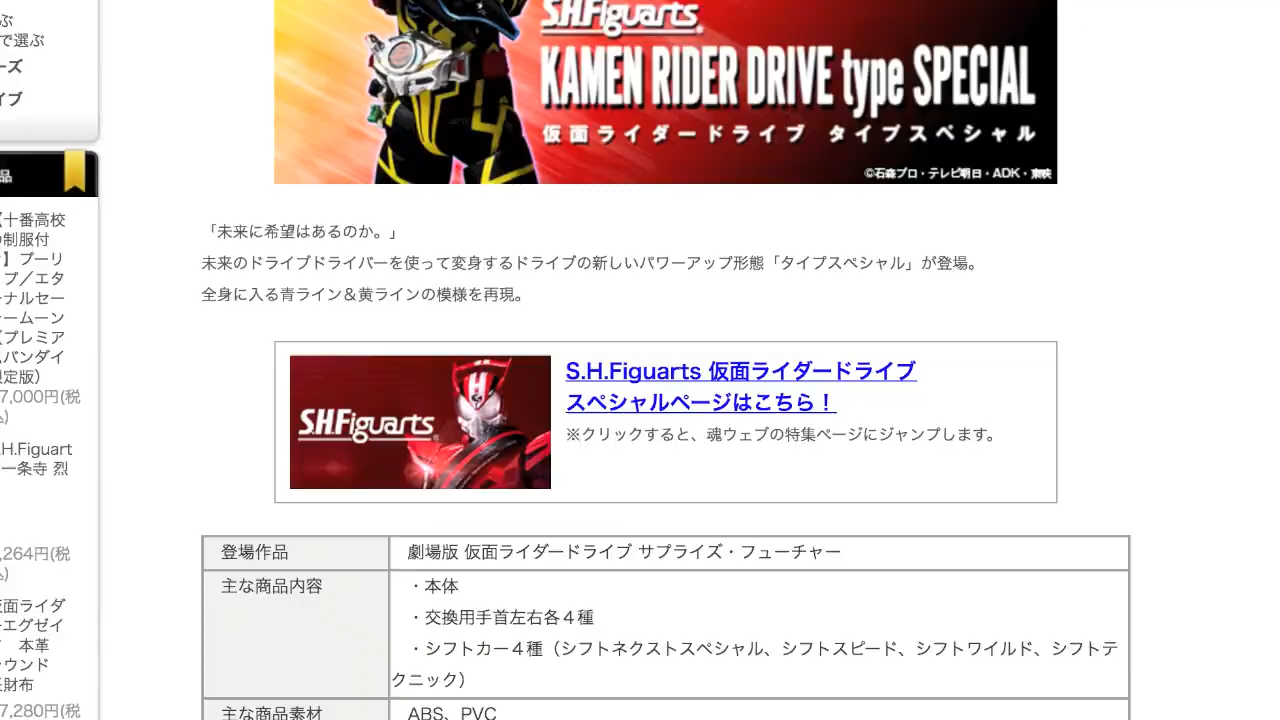 ぶ
で選ぶ
ーズ
イブ
品
【十番高校
の制服付
き】プーリ
ップ／エタ
ーナルセー
ラームーン
（プレミア
ムバンダイ
限定版）
7,000円(税
込)
.H.Figuart
一条寺 烈
,264円(税
込)
仮面ライダ
ーエグゼイ
ド 本革
ラウンド
長財布
7,280円(税
S.H.Figuarts
KAMEN RIDER DRIVE type SPECIAL
仮面ライダードライブ タイプスペシャル
©石森プロ・テレビ朝日・ADK・東映
「未来に希望はあるのか。」
未来のドライブドライバーを使って変身するドライブの新しいパワーアップ形態「タイプスペシャル」が登場。
全身に入る青ライン＆黄ラインの模様を再現。
S.H.Figuarts
S.H.Figuarts 仮面ライダードライブ
スペシャルページはこちら！
※クリックすると、魂ウェブの特集ページにジャンプします。
登場作品 劇場版 仮面ライダードライブ サプライズ・フューチャー
主な商品内容 ・本体
・交換用手首左右各４種
・シフトカー４種（シフトネクストスペシャル、シフトスピード、シフトワイルド、シフトテ
クニック）
主な商品素材 ABS、PVC